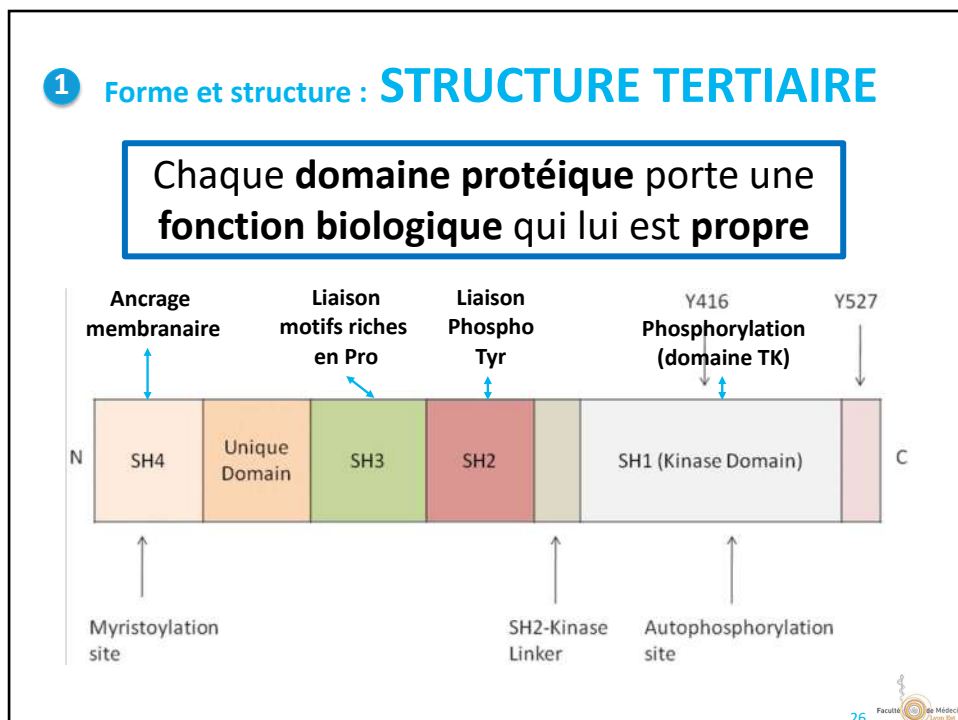 1 Forme et structure : STRUCTURE TERTIAIRE
Chaque domaine protéique porte une
fonction biologique qui lui est propre
Ancrage
membranaire
Liaison
motifs riches
en Pro
Liaison
Phospho
Tyr
Y416
Phosphorylation
(domaine TK)
Y527
N
SH4
Unique
Domain
SH3
SH2
SH1 (Kinase Domain)
C
Myristoylation
site
SH2-Kinase
Linker
Autophosphorylation
site
26
Faculté de Médeci
Lyon Est